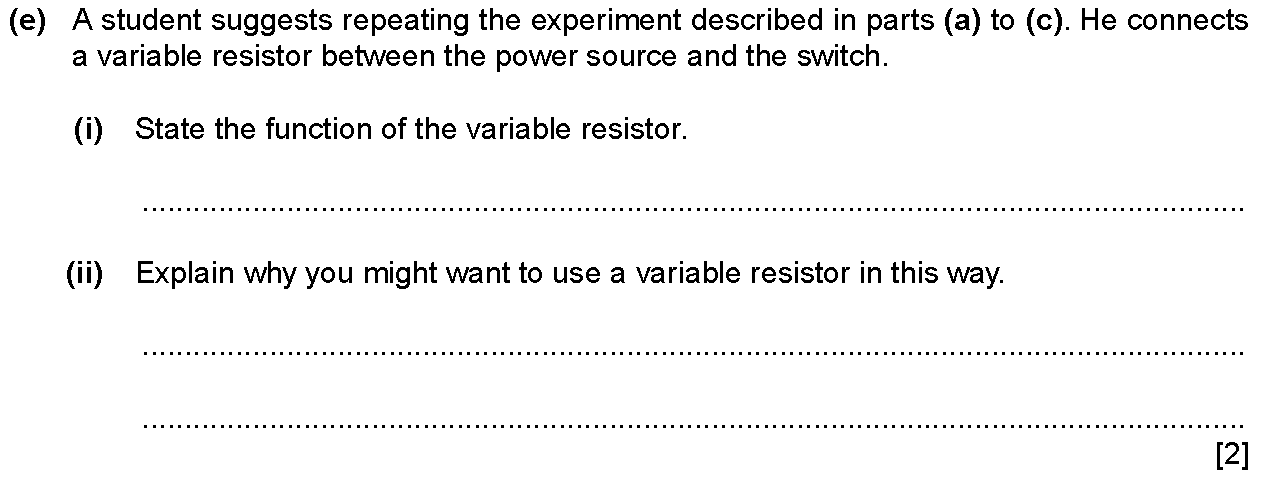 (e) A student suggests repeating the experiment described in parts (a) to (c). He connects
a variable resistor between the power source and the switch.
(i) State the function of the variable resistor.
..........................................................................................................................................
(ii) Explain why you might want to use a variable resistor in this way.
..........................................................................................................................................
..........................................................................................................................................
[2]